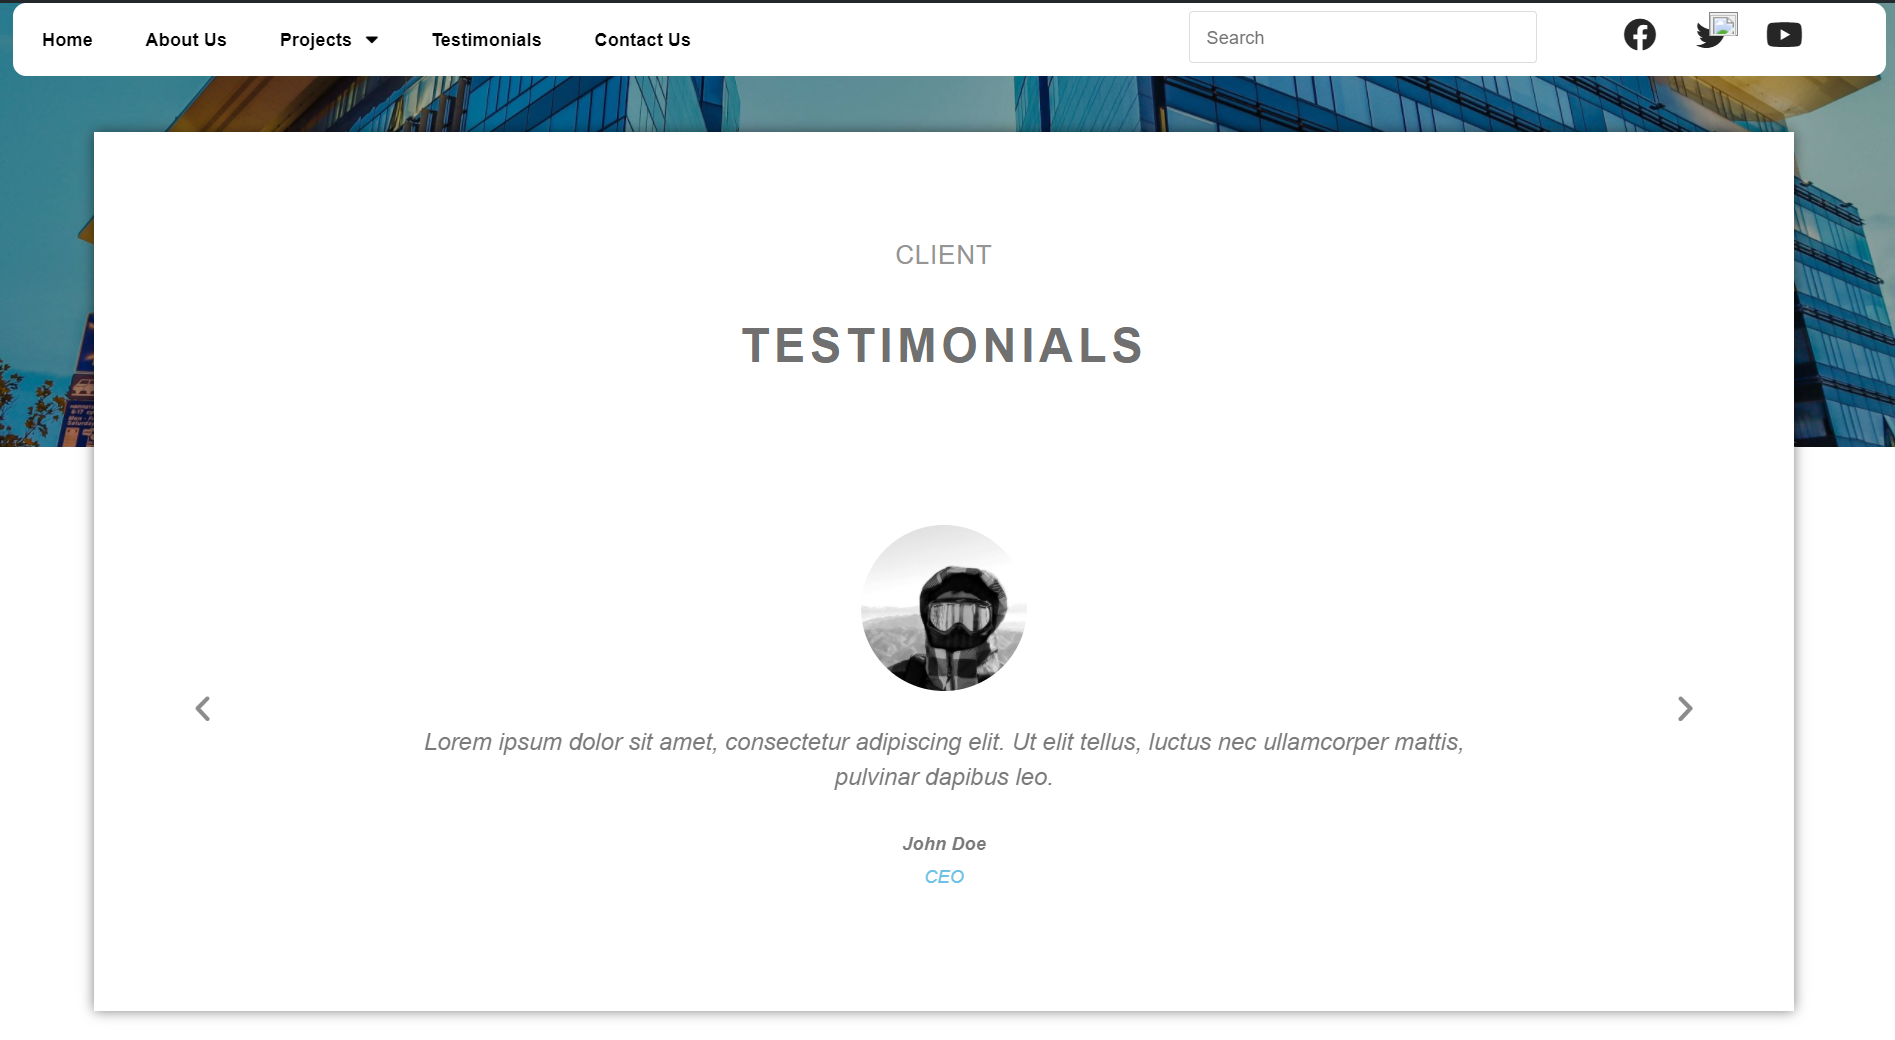 Home About Us Projects Testimonials Contact Us Search
CLIENT
TESTIMONIALS
Lorem ipsum dolor sit amet, consectetur adipiscing elit. Ut elit tellus, luctus nec ullamcorper mattis,
pulvinar dapibus leo.
John Doe
CEO